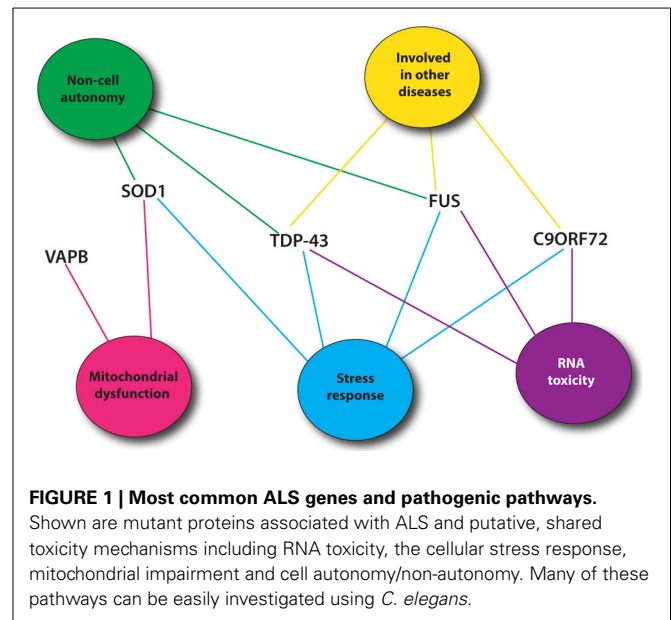 Non-cell
autonomy
Involved
in other
diseases
SOD1
FUS
TDP-43
C9ORF72
VAPB
Mitochondrial
dysfunction
Stress
response
RNA
toxicity
FIGURE 1 | Most common ALS genes and pathogenic pathways.
Shown are mutant proteins associated with ALS and putative, shared
toxicity mechanisms including RNA toxicity, the cellular stress response,
mitochondrial impairment and cell autonomy/non-autonomy. Many of these
pathways can be easily investigated using C. elegans.